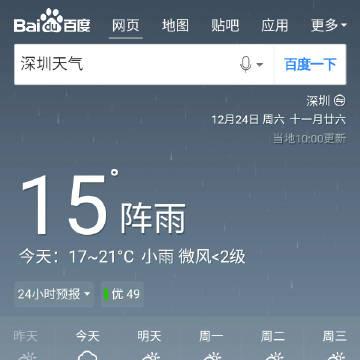 Bai百度 网页 地图 贴吧 应用 更多
深圳天气 百度一下
深圳
12月24日 周六 十一月廿六
当地10:00更新
15° 阵雨
今天：17~21°C 小雨 微风<2级
24小时预报 优 49
昨天 今天 明天 周一 周二 周三